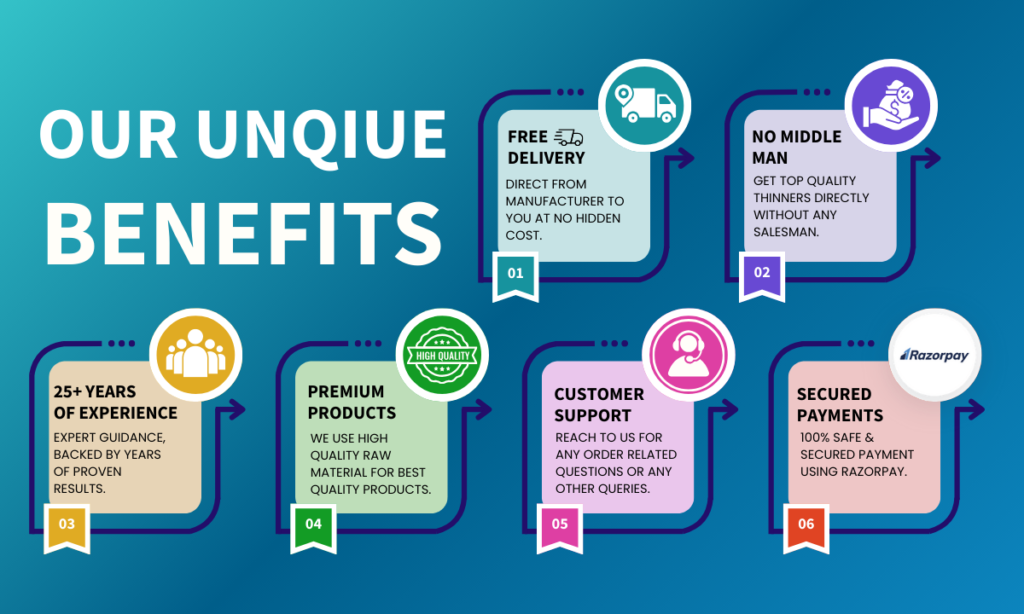 OUR UNQIUE
BENEFITS
FREE
DELIVERY
DIRECT FROM
MANUFACTURER TO
YOU AT NO HIDDEN
COST.
01
NO MIDDLE
MAN
GET TOP QUALITY
THINNERS DIRECTLY
WITHOUT ANY
SALESMAN.
02
25+ YEARS
OF EXPERIENCE
EXPERT GUIDANCE,
BACKED BY YEARS
OF PROVEN
RESULTS.
03
HIGH QUALITY
PREMIUM
PRODUCTS
WE USE HIGH
QUALITY RAW
MATERIAL FOR BEST
QUALITY PRODUCTS.
04
CUSTOMER
SUPPORT
REACH TO US FOR
ANY ORDER RELATED
QUESTIONS OR ANY
OTHER QUERIES.
05
Razorpay
SECURED
PAYMENTS
100% SAFE &
SECURED PAYMENT
USING RAZORPAY.
06